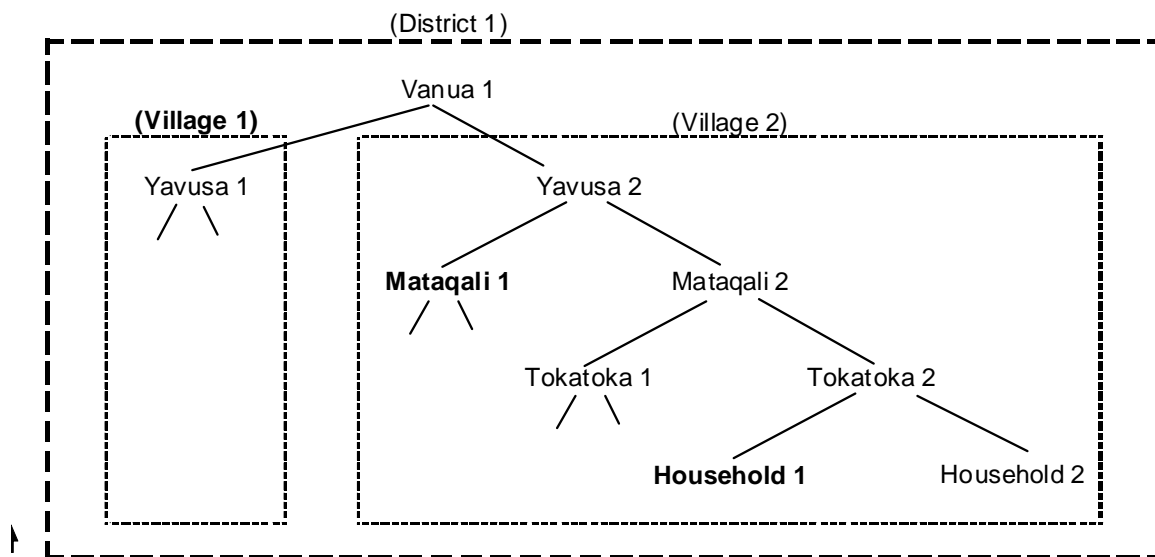 (District 1)
Vanua 1
(Village 1)
(Village 2)
Yavusa 1
Yavusa 2
Mataqali 1
Mataqali 2
Tokatoka 1
Tokatoka 2
Household 1
Household 2